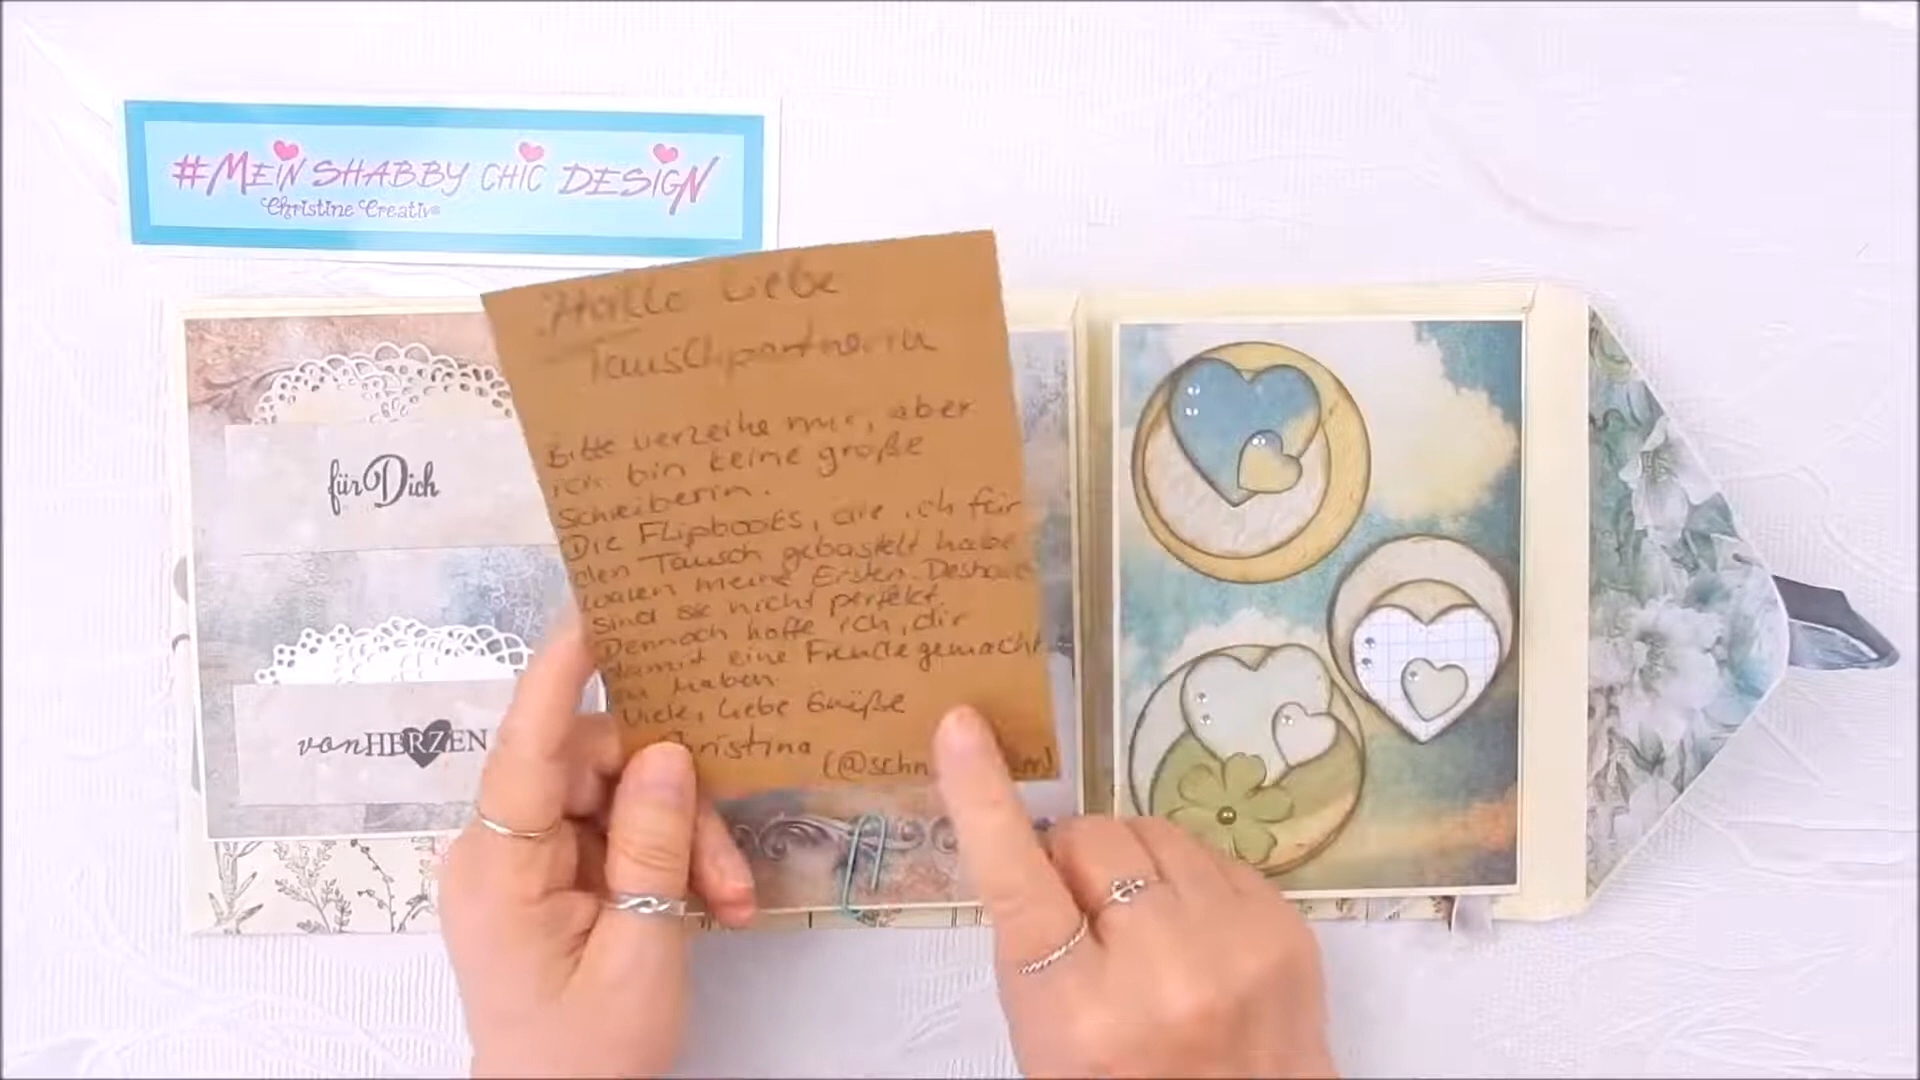 #MEIN SHABBY CHIC DESIGN
Christine Creativ
Hallo Liebe
Tauschpartnerin
Bitte verzeihe mir, aber
ich bin keine große
Schreiberin.
Die Flipbooks, die ich für
den Tausch gebastelt habe
waren meine Ersten. Deshalb
sind sie nicht perfekt.
Dennoch hoffe ich, dir
damit eine Freude gemacht
zu haben.
Viele, liebe Grüße
Christina
für Dich
von HERZEN